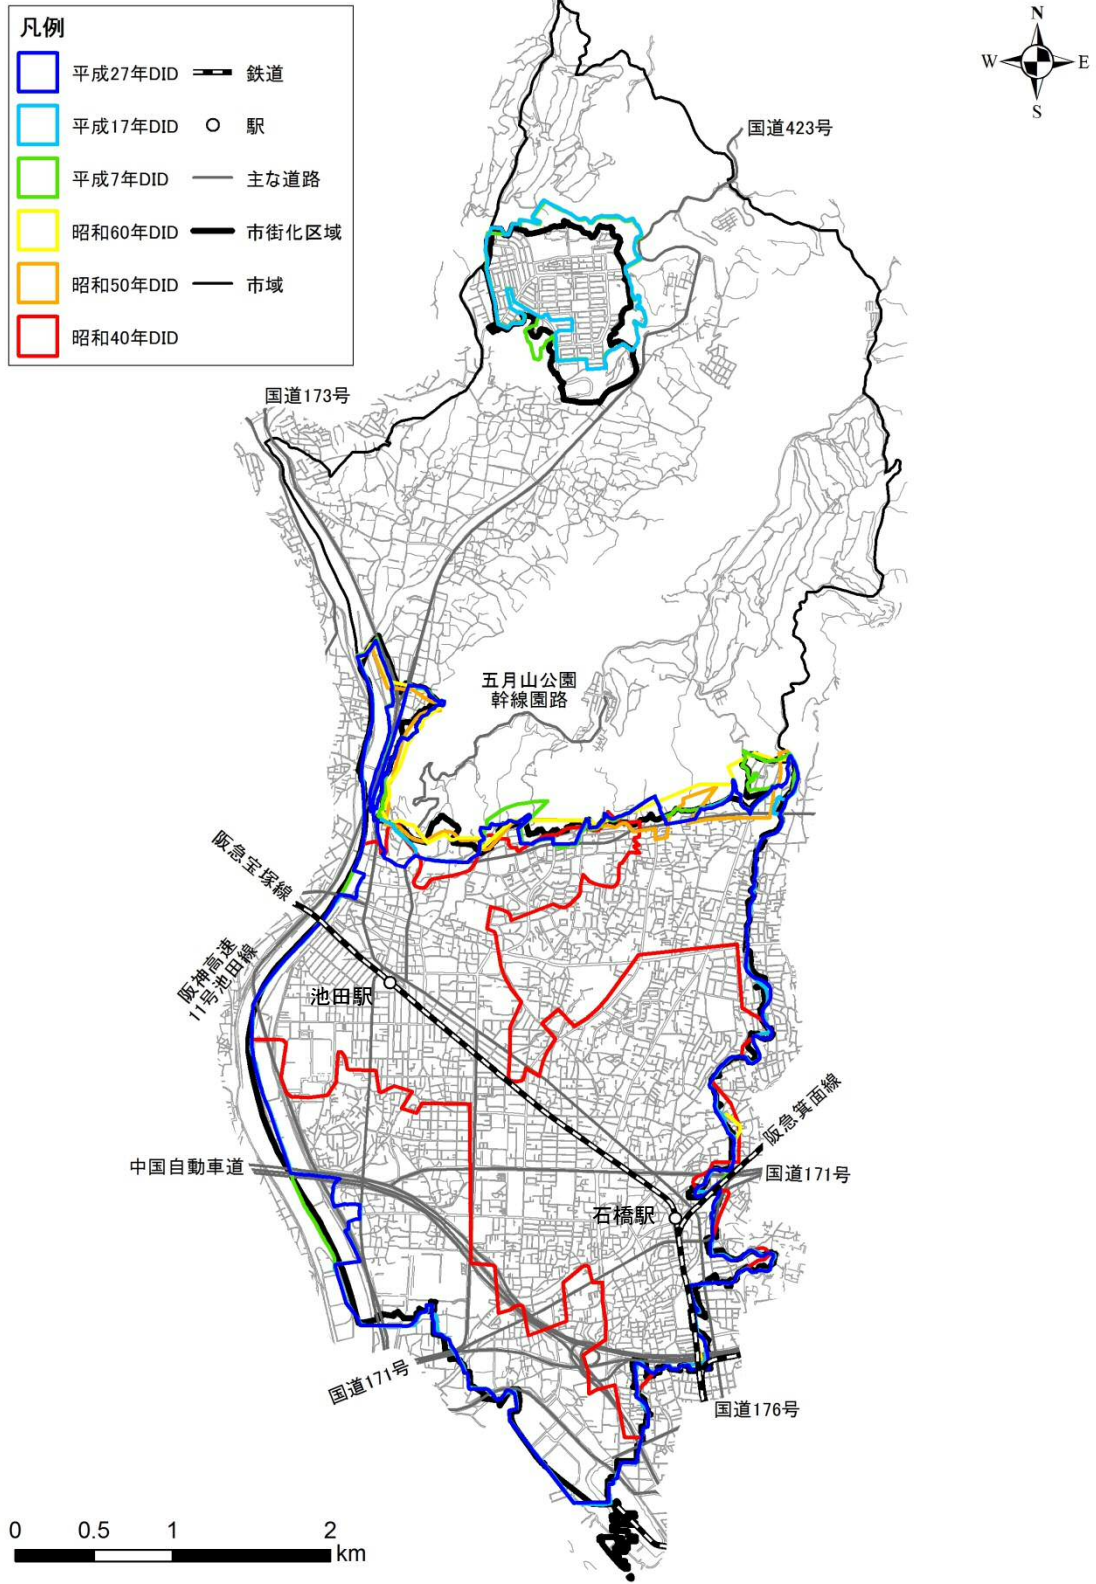 凡例
平成27年DID
鉄道
平成17年DID
駅
平成7年DID
主な道路
昭和60年DID
市街化区域
昭和50年DID
市域
昭和40年DID
N
W
E
S
国道423号
国道173号
五月山公園
幹線園路
阪急宝塚線
阪神高速
11号池田線
池田駅
阪急箕面線
中国自動車道
国道171号
石橋駅
国道171号
国道176号
0 0.5 1 2
km